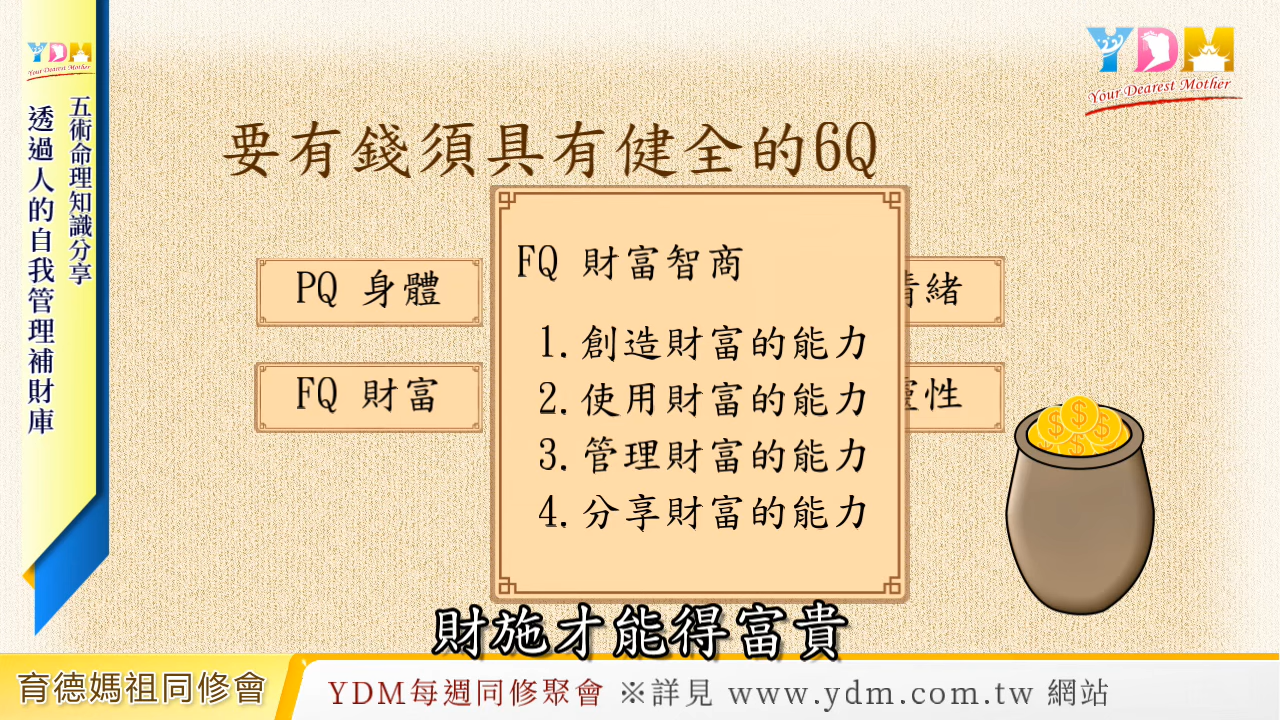 YDM
Your Dearest Mother
五術命理知識分享
透過人的自我管理補財庫
YDM
Your Dearest Mother
要有錢須具有健全的6Q
PQ 身體
FQ 財富
情緒
靈性
FQ 財富智商
1.創造財富的能力
2.使用財富的能力
3.管理財富的能力
4.分享財富的能力
財施才能得富貴
育德媽祖同修會
YDM每週同修聚會 ※詳見 www.ydm.com.tw 網站